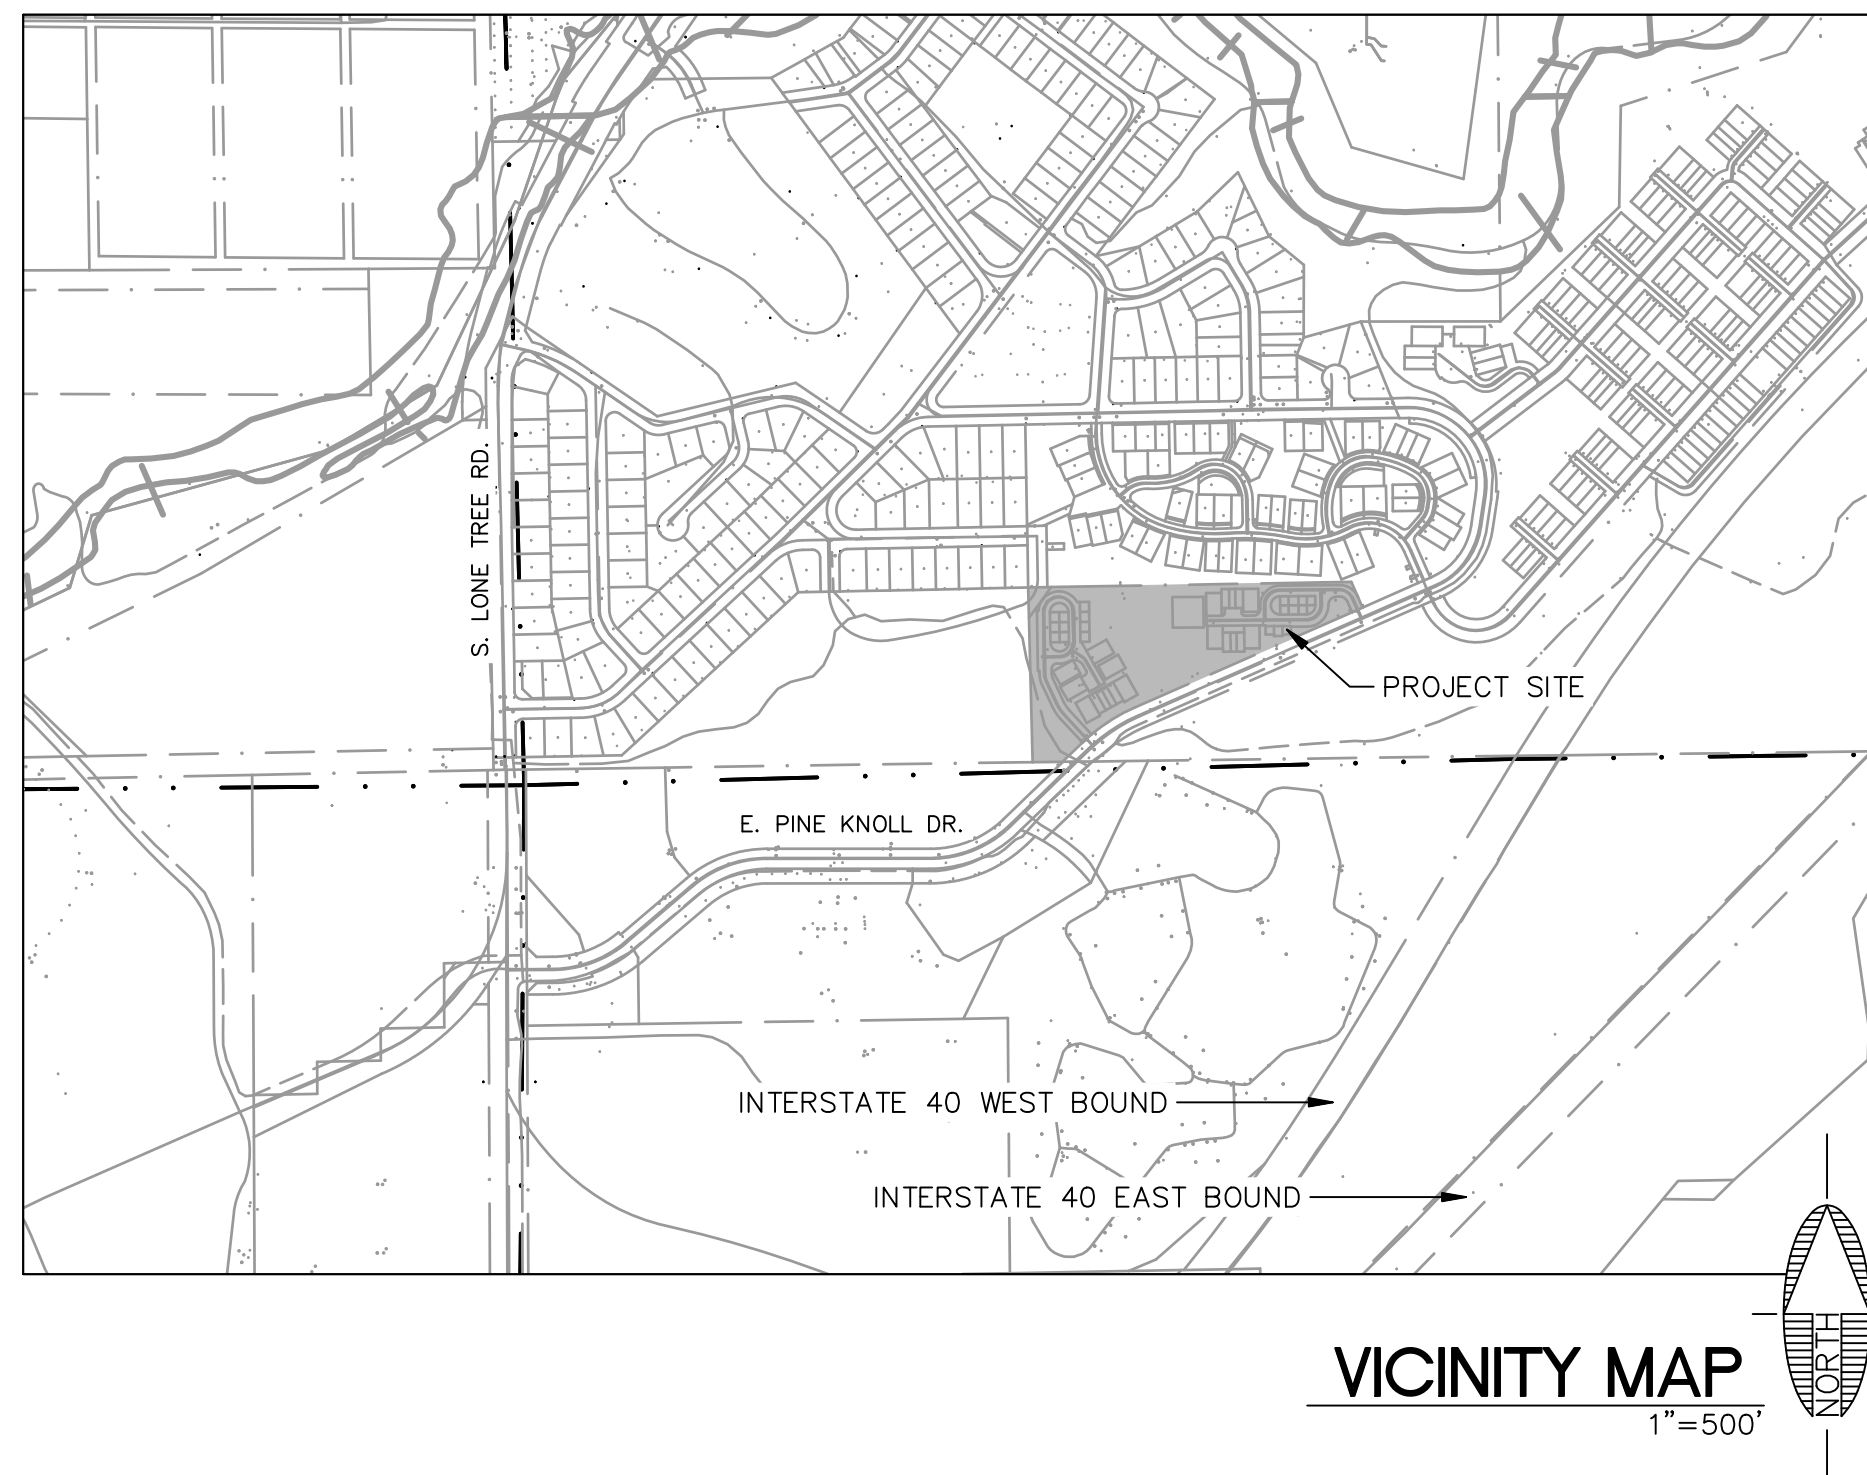 S. LONE TREE RD.
PROJECT SITE
E. PINE KNOLL DR.
INTERSTATE 40 WEST BOUND
INTERSTATE 40 EAST BOUND
VICINITY MAP
1"=500'
NORTH